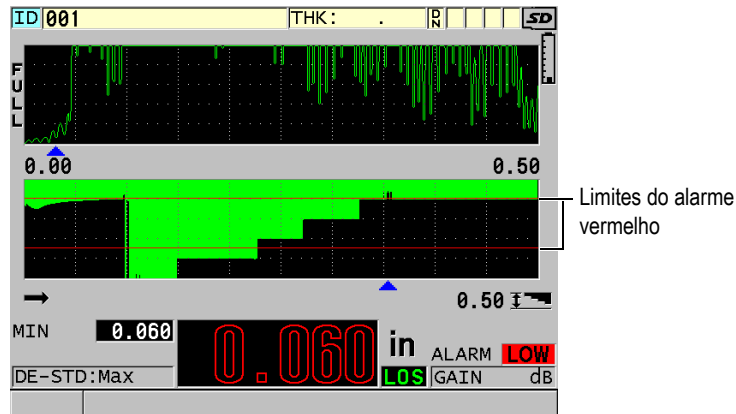 ID 001 THK: . DN SD
FULL
0.00 0.50
Limites do alarme
vermelho
0.50
MIN 0.060 0.060 in ALARM LOW
DE-STD:Max LOS GAIN dB